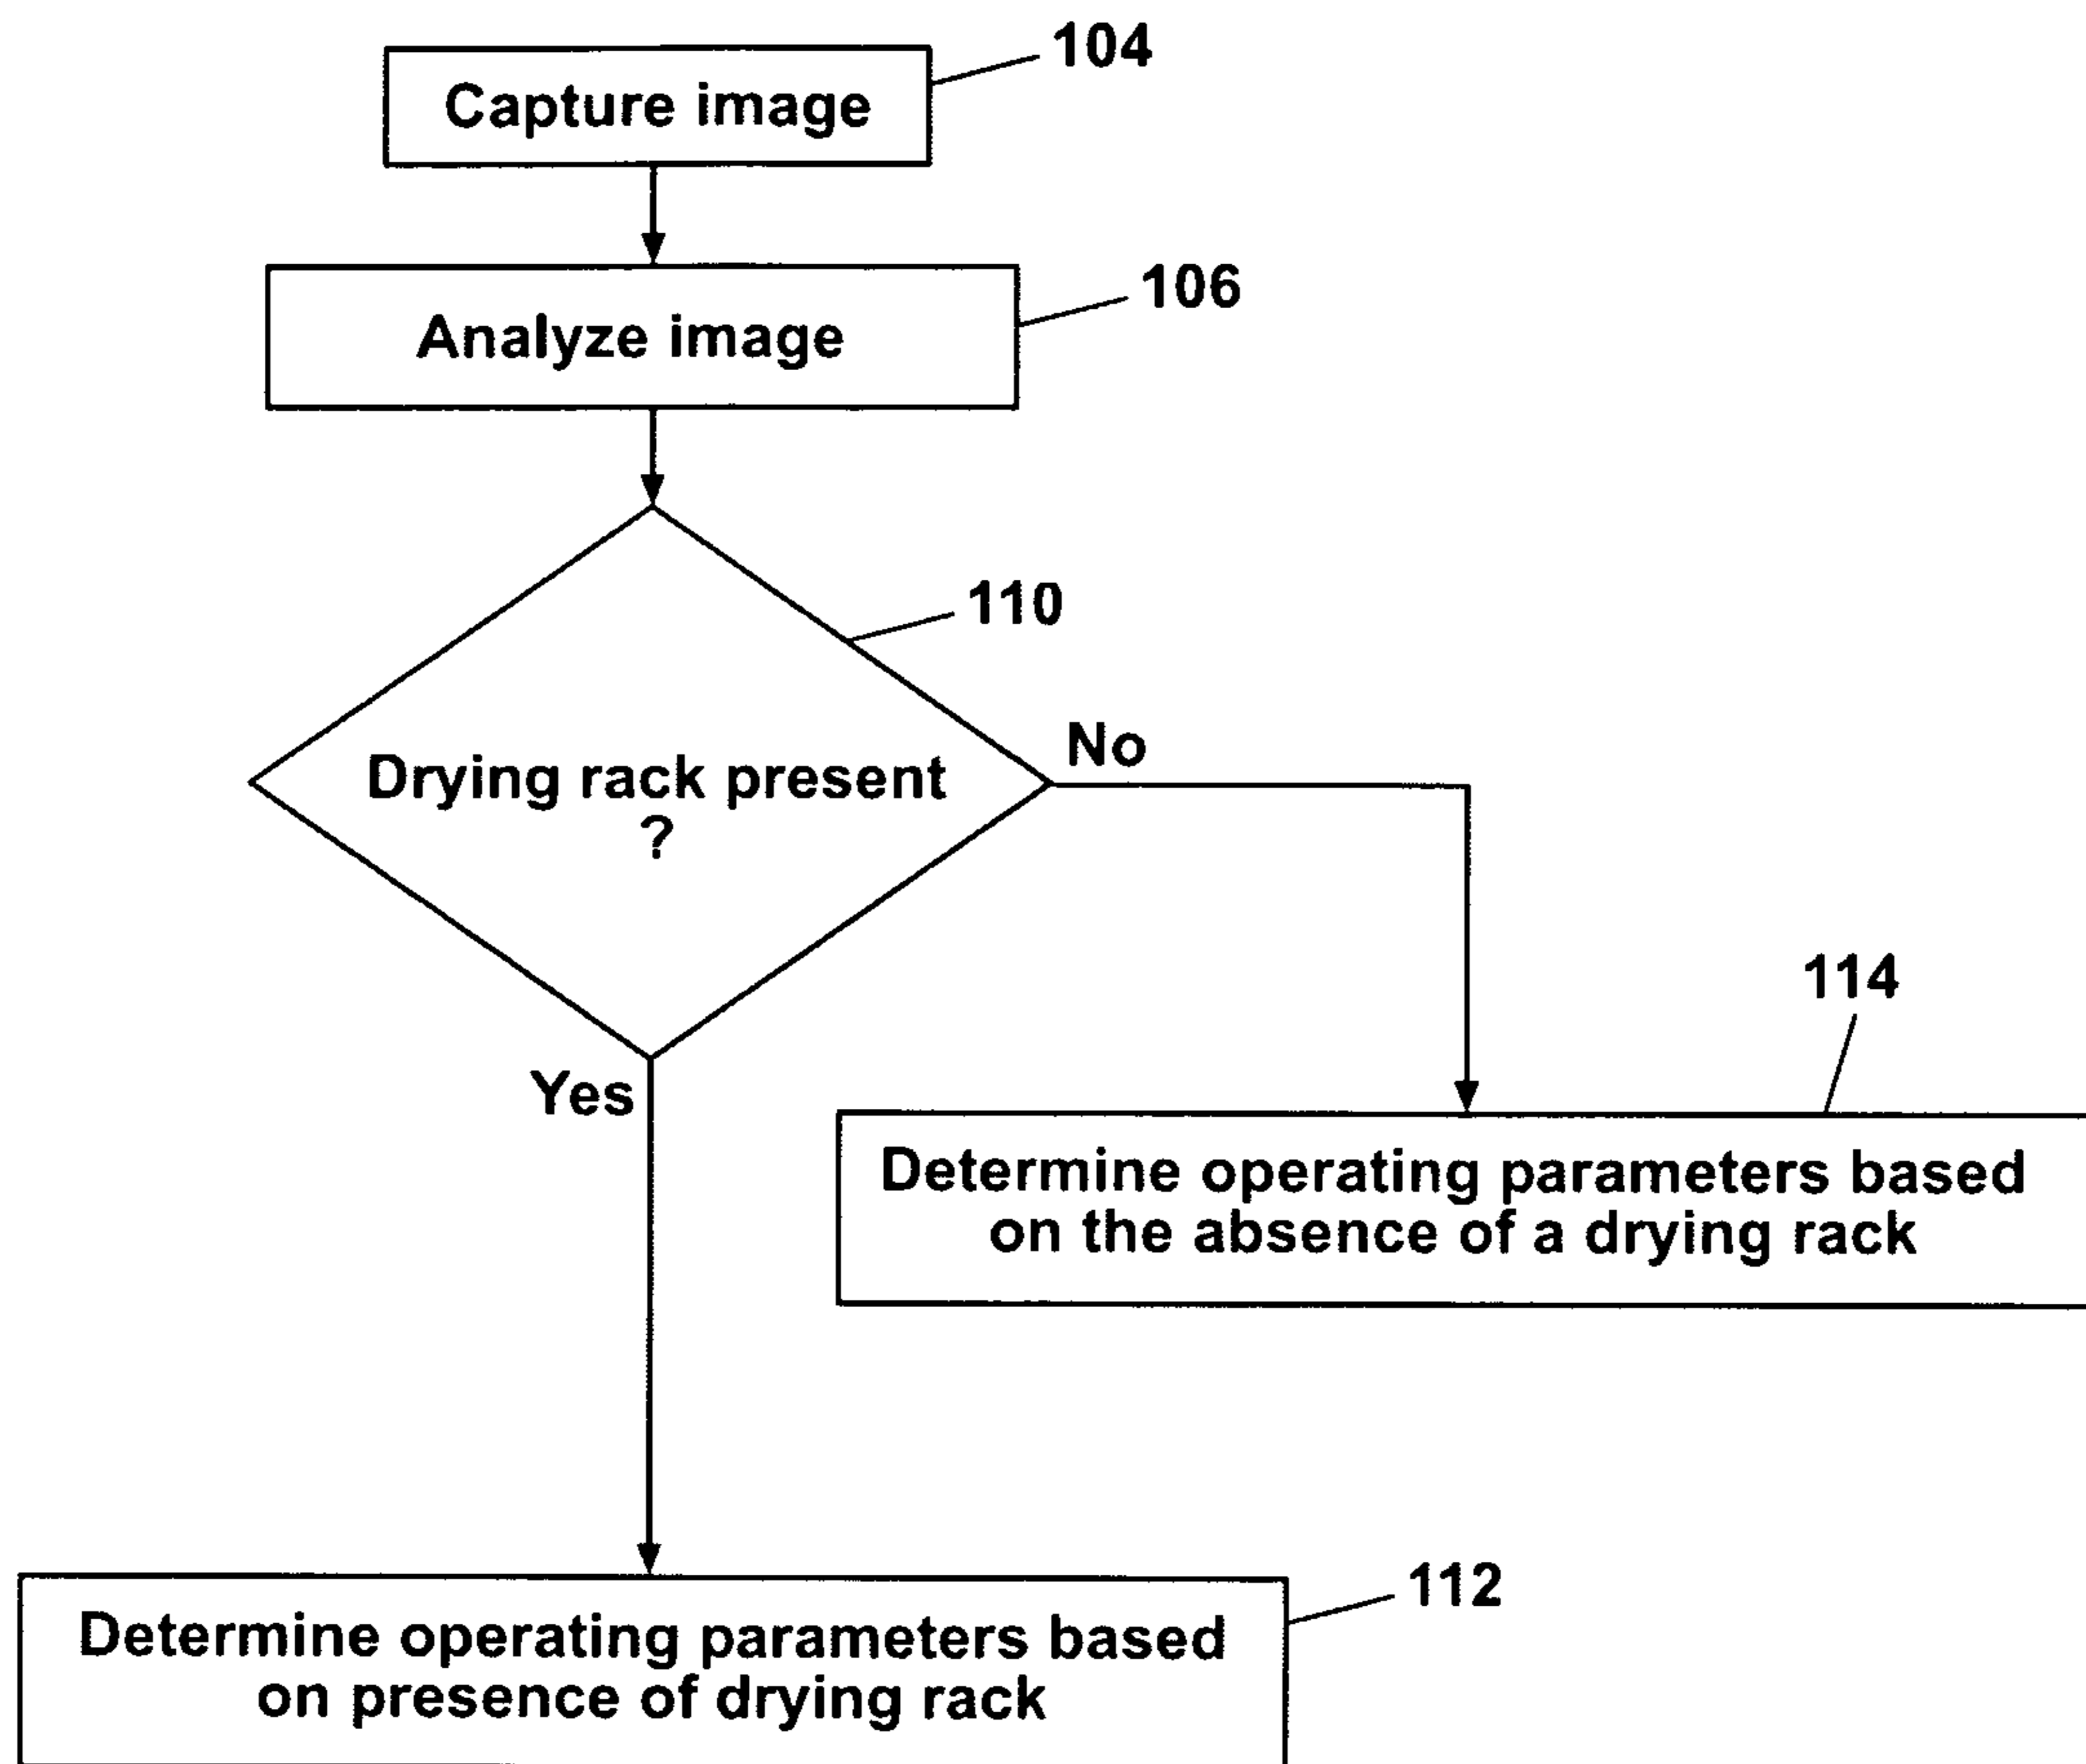 104
Capture image
106
Analyze image
110
Drying rack present
?
No
Yes
114
Determine operating parameters based
on the absence of a drying rack
112
Determine operating parameters based
on presence of drying rack